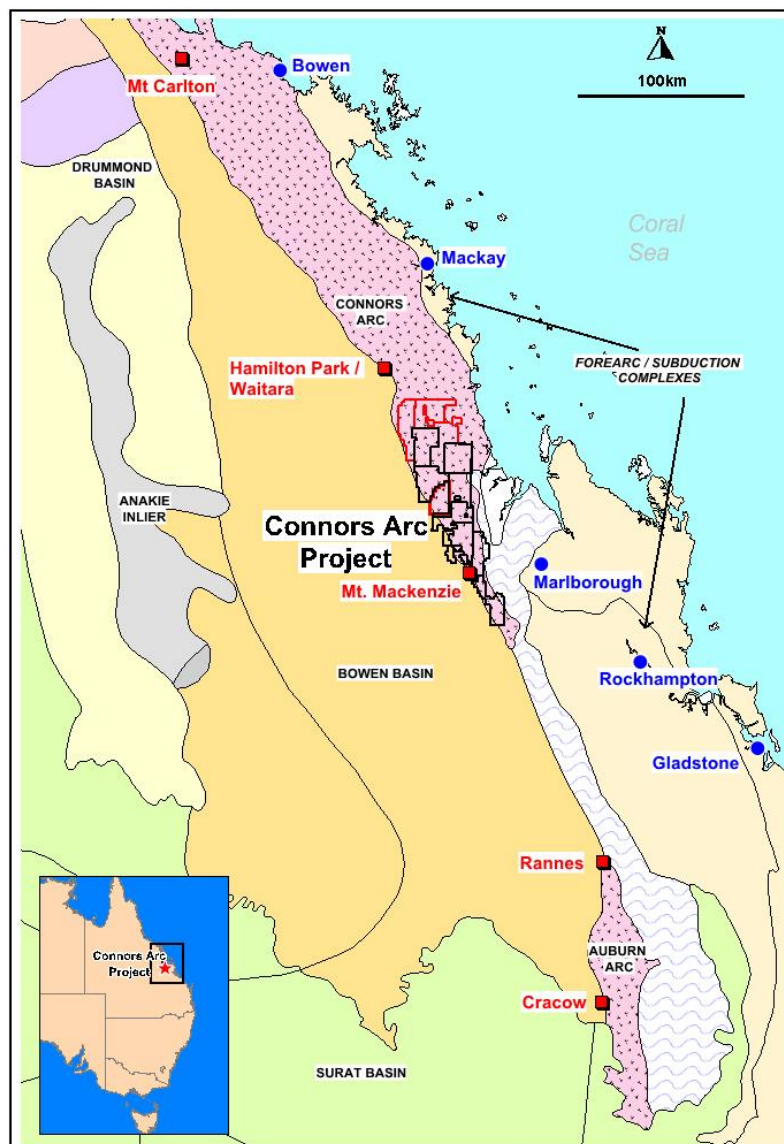 N
100km
Mt Carlton
Bowen
DRUMMOND
BASIN
Coral
Sea
Mackay
CONNORS
ARC
FOREARC / SUBDUCTION
COMPLEXES
Hamilton Park /
Waitara
ANAKIE
INLIER
Connors Arc
Project
Marlborough
Mt. Mackenzie
BOWEN BASIN
Rockhampton
Gladstone
Rannes
AUBURN
ARC
Connors Arc
Project
Cracow
SURAT BASIN